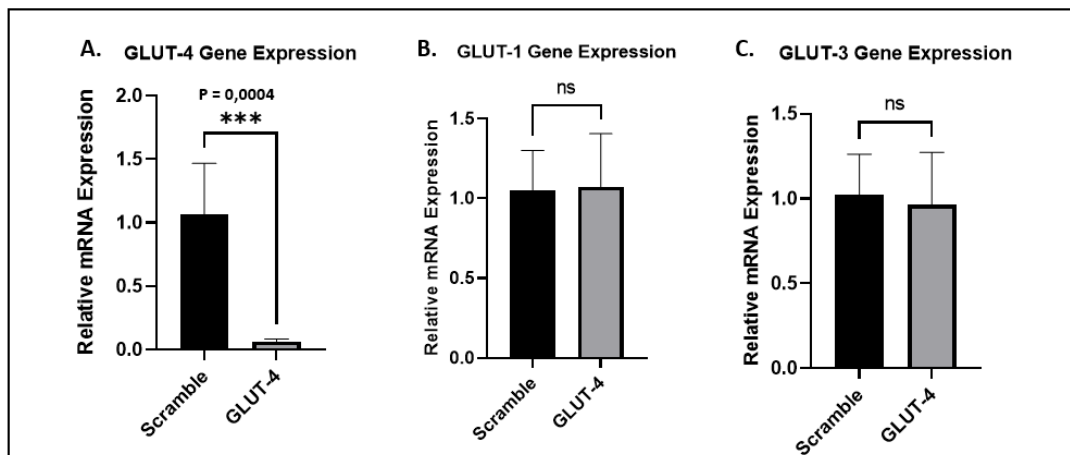 A. GLUT-4 Gene Expression
P = 0,0004
***
Relative mRNA Expression
2.0
1.5
1.0
0.5
0.0
Scramble
GLUT-4
B. GLUT-1 Gene Expression
ns
Relative mRNA Expression
1.5
1.0
0.5
0.0
Scramble
GLUT-4
C. GLUT-3 Gene Expression
ns
Relative mRNA Expression
1.5
1.0
0.5
0.0
Scramble
GLUT-4